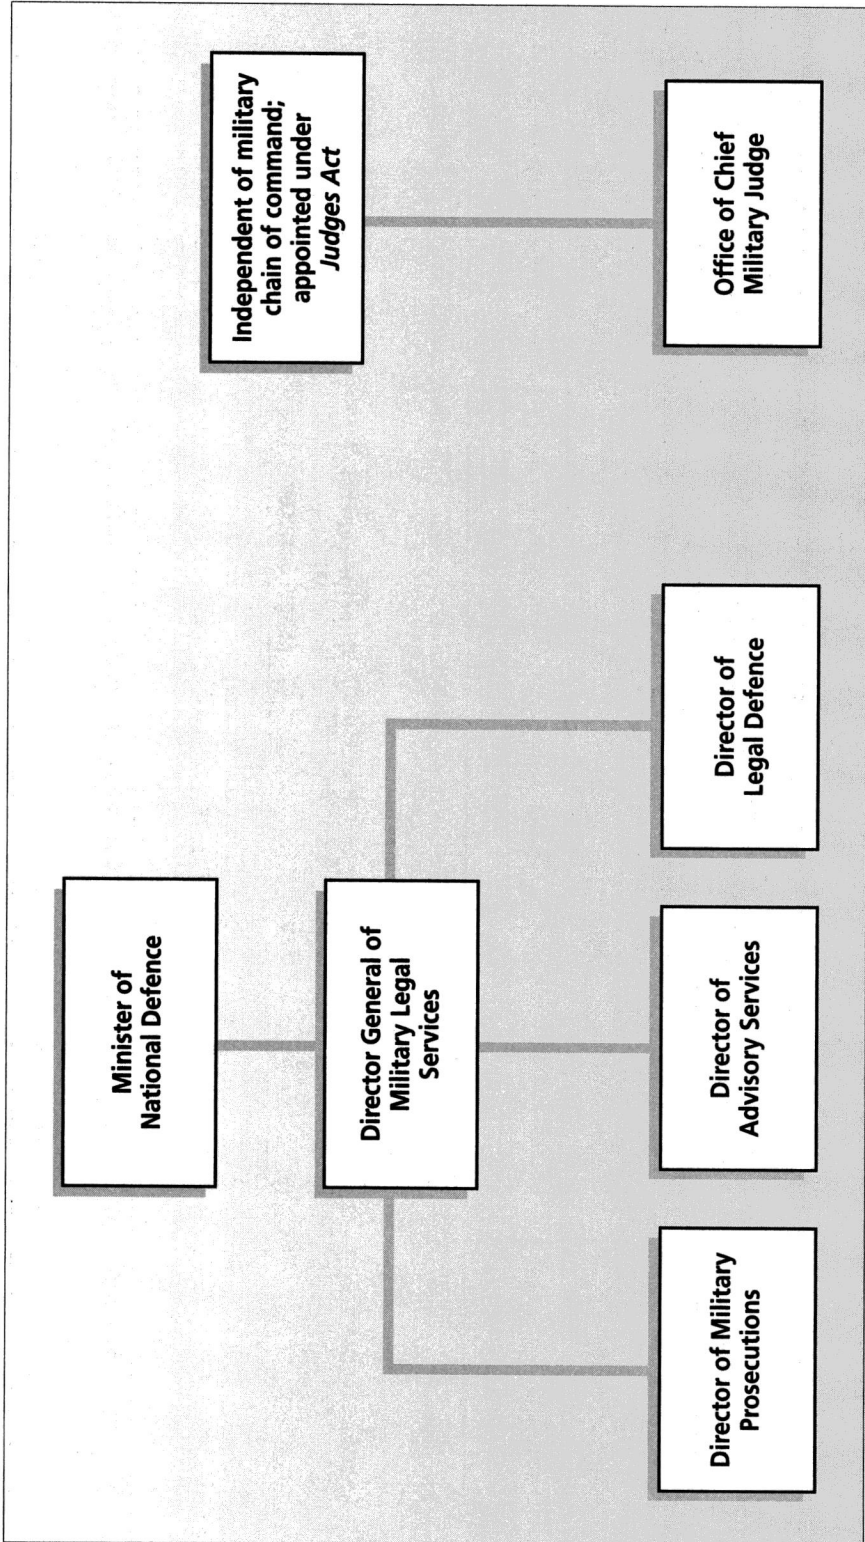 Minister of
National Defence
Independent of military
chain of command;
appointed under
Judges Act
Director General of
Military Legal
Services
Director of Military
Prosecutions
Director of
Advisory Services
Director of
Legal Defence
Office of Chief
Military Judge